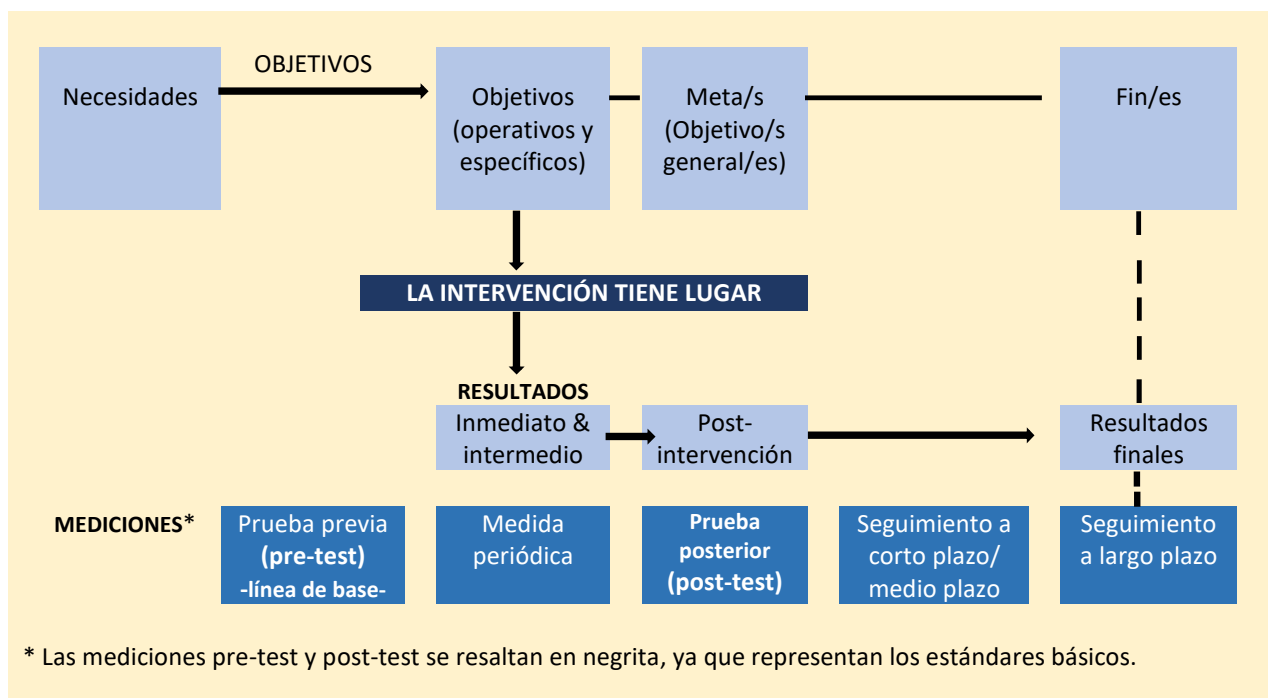 OBJETIVOS
Necesidades
Objetivos
(operativos y
específicos)
Meta/s
(Objetivo/s
general/es)
Fin/es
LA INTERVENCIÓN TIENE LUGAR
RESULTADOS
Inmediato &
intermedio
Post-
intervención
Resultados
finales
MEDICIONES*
Prueba previa
(pre-test)
-línea de base-
Medida
periódica
Prueba
posterior
(post-test)
Seguimiento a
corto plazo/
medio plazo
Seguimiento
a largo plazo
* Las mediciones pre-test y post-test se resaltan en negrita, ya que representan los estándares básicos.